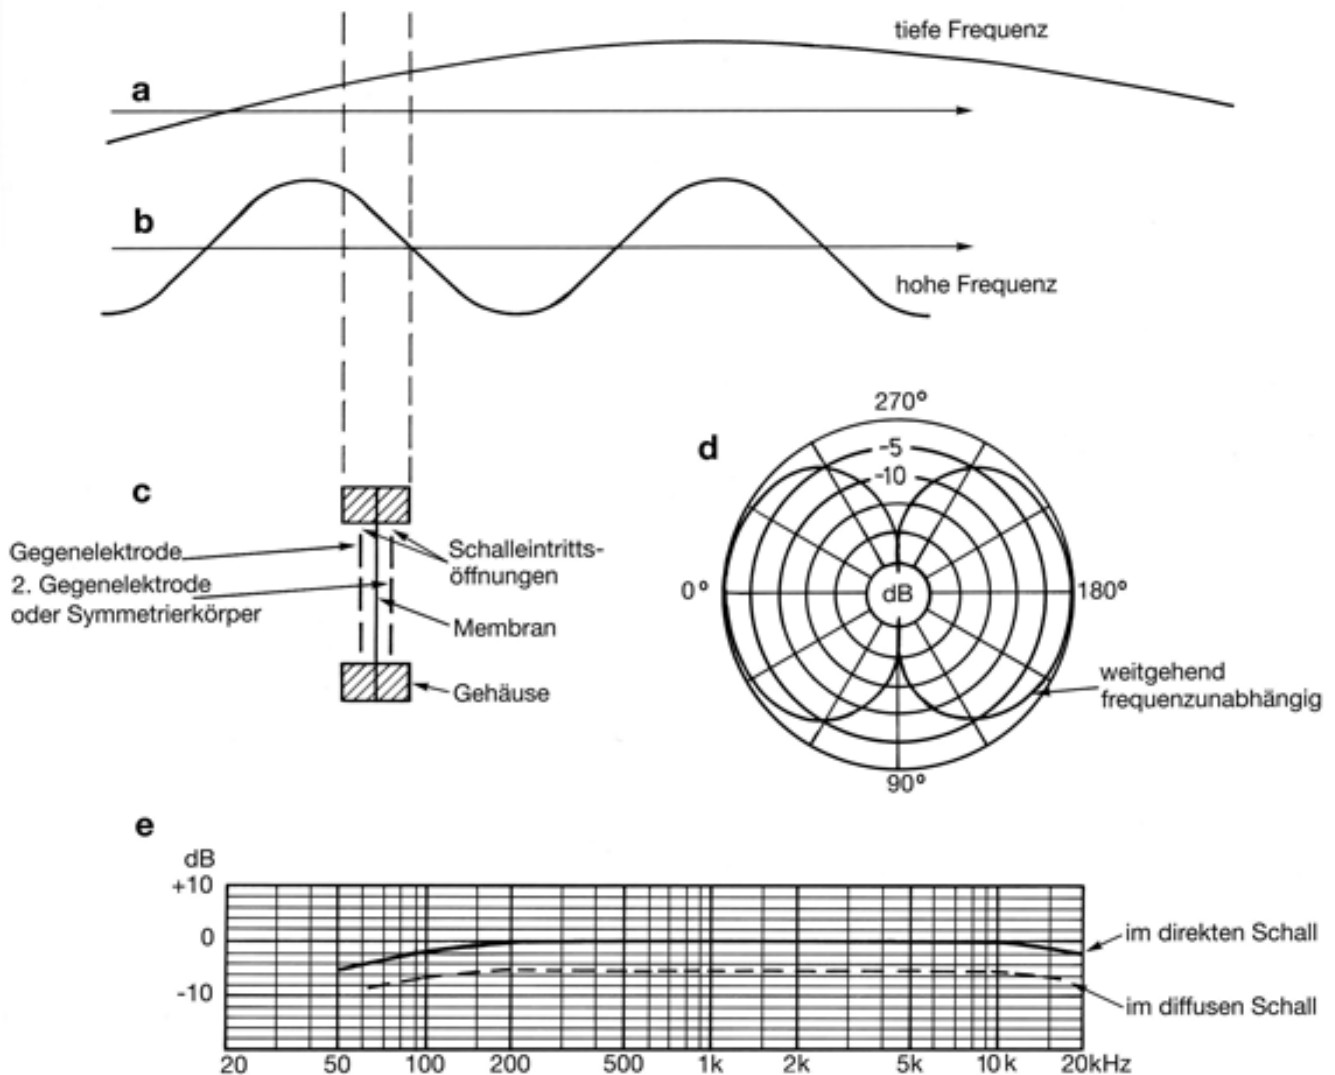 tiefe Frequenz
a
b
hohe Frequenz
270°
d
-5
-10
c
Gegenelektrode
Schalleintritts-
öffnungen
2. Gegenelektrode
oder Symmetrierkörper
0°
dB
180°
Membran
weitgehend
frequenzunabhängig
Gehäuse
90°
e
dB
+10
0
im direkten Schall
-10
im diffusen Schall
20 50 100 200 500 1k 2k 5k 10k 20kHz